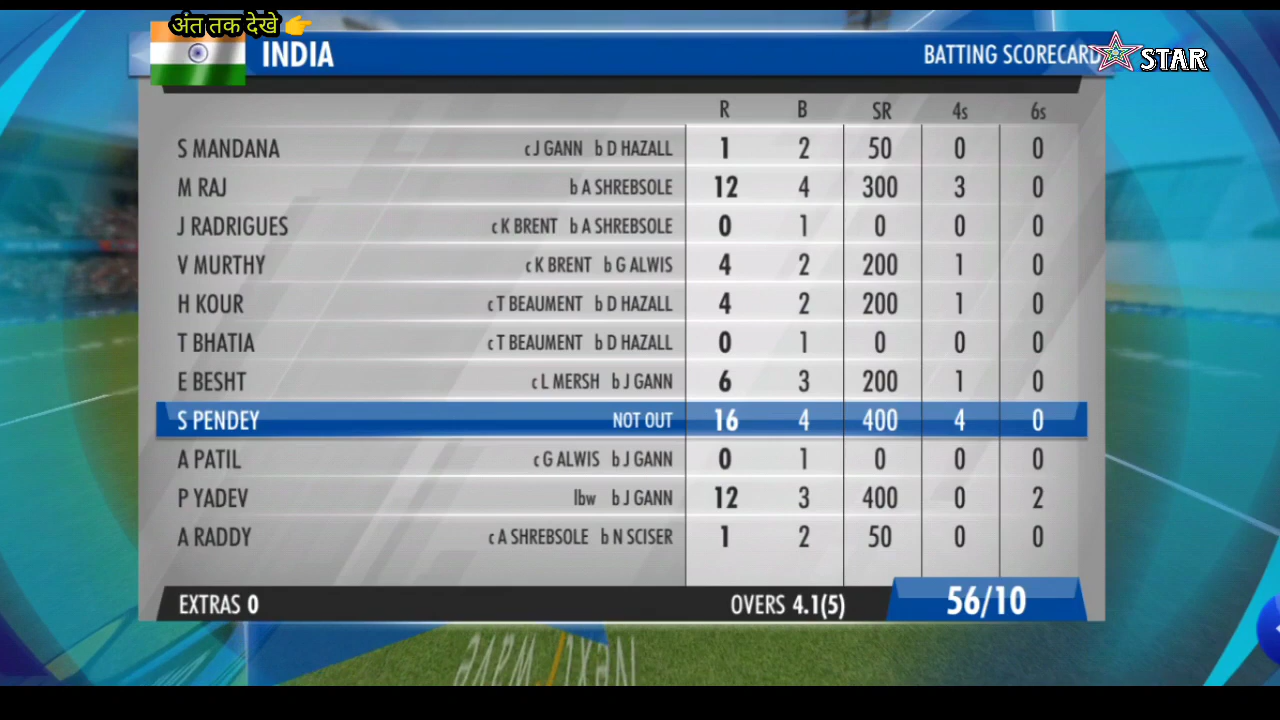 अंत तक देखे 👉
INDIA BATTING SCORECARD STAR
R B SR 4s 6s
S MANDANA c J GANN b D HAZALL 1 2 50 0 0
M RAJ b A SHREBSOLE 12 4 300 3 0
J RADRIGUES c K BRENT b A SHREBSOLE 0 1 0 0 0
V MURTHY c K BRENT b G ALWIS 4 2 200 1 0
H KOUR c T BEAUMENT b D HAZALL 4 2 200 1 0
T BHATIA c T BEAUMENT b D HAZALL 0 1 0 0 0
E BESHT c L MERSH b J GANN 6 3 200 1 0
S PENDEY NOT OUT 16 4 400 4 0
A PATIL c G ALWIS b J GANN 0 1 0 0 0
P YADEV lbw b J GANN 12 3 400 0 2
A RADDY c A SHREBSOLE b N SCISER 1 2 50 0 0
EXTRAS 0 OVERS 4.1(5) 56/10
Next wave